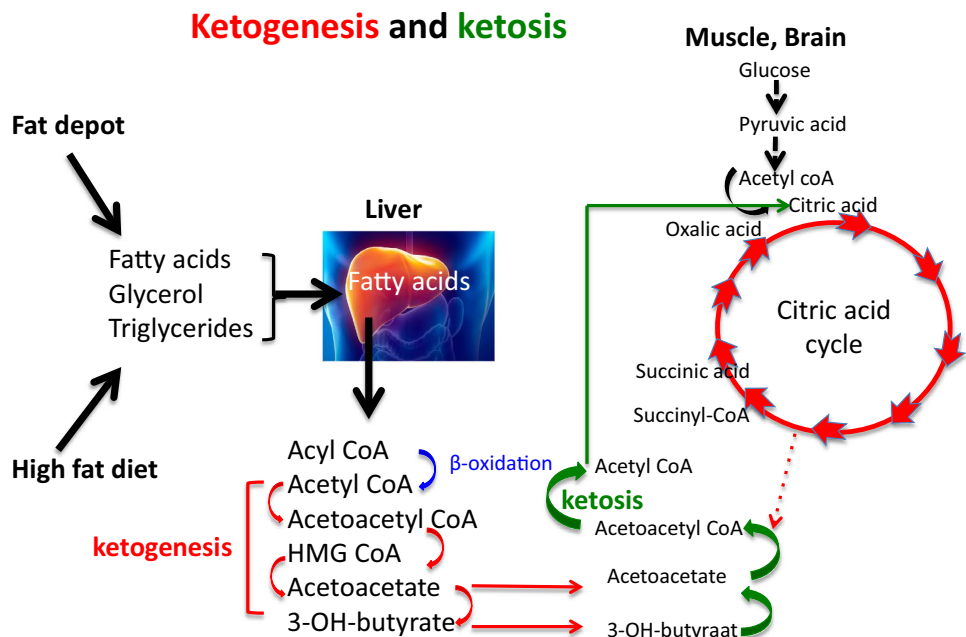 Ketogenesis and ketosis
Fat depot
Fatty acids
Glycerol
Triglycerides
High fat diet
Liver
Fatty acids
Acyl CoA
β-oxidation
Acetyl CoA
Acetoacetyl CoA
ketogenesis
HMG CoA
Acetoacetate
3-OH-butyrate
Muscle, Brain
Glucose
Pyruvic acid
Acetyl coA
Citric acid
Oxalic acid
Citric acid
cycle
Succinic acid
Succinyl-CoA
Acetyl CoA
ketosis
Acetoacetyl CoA
Acetoacetate
3-OH-butyraat